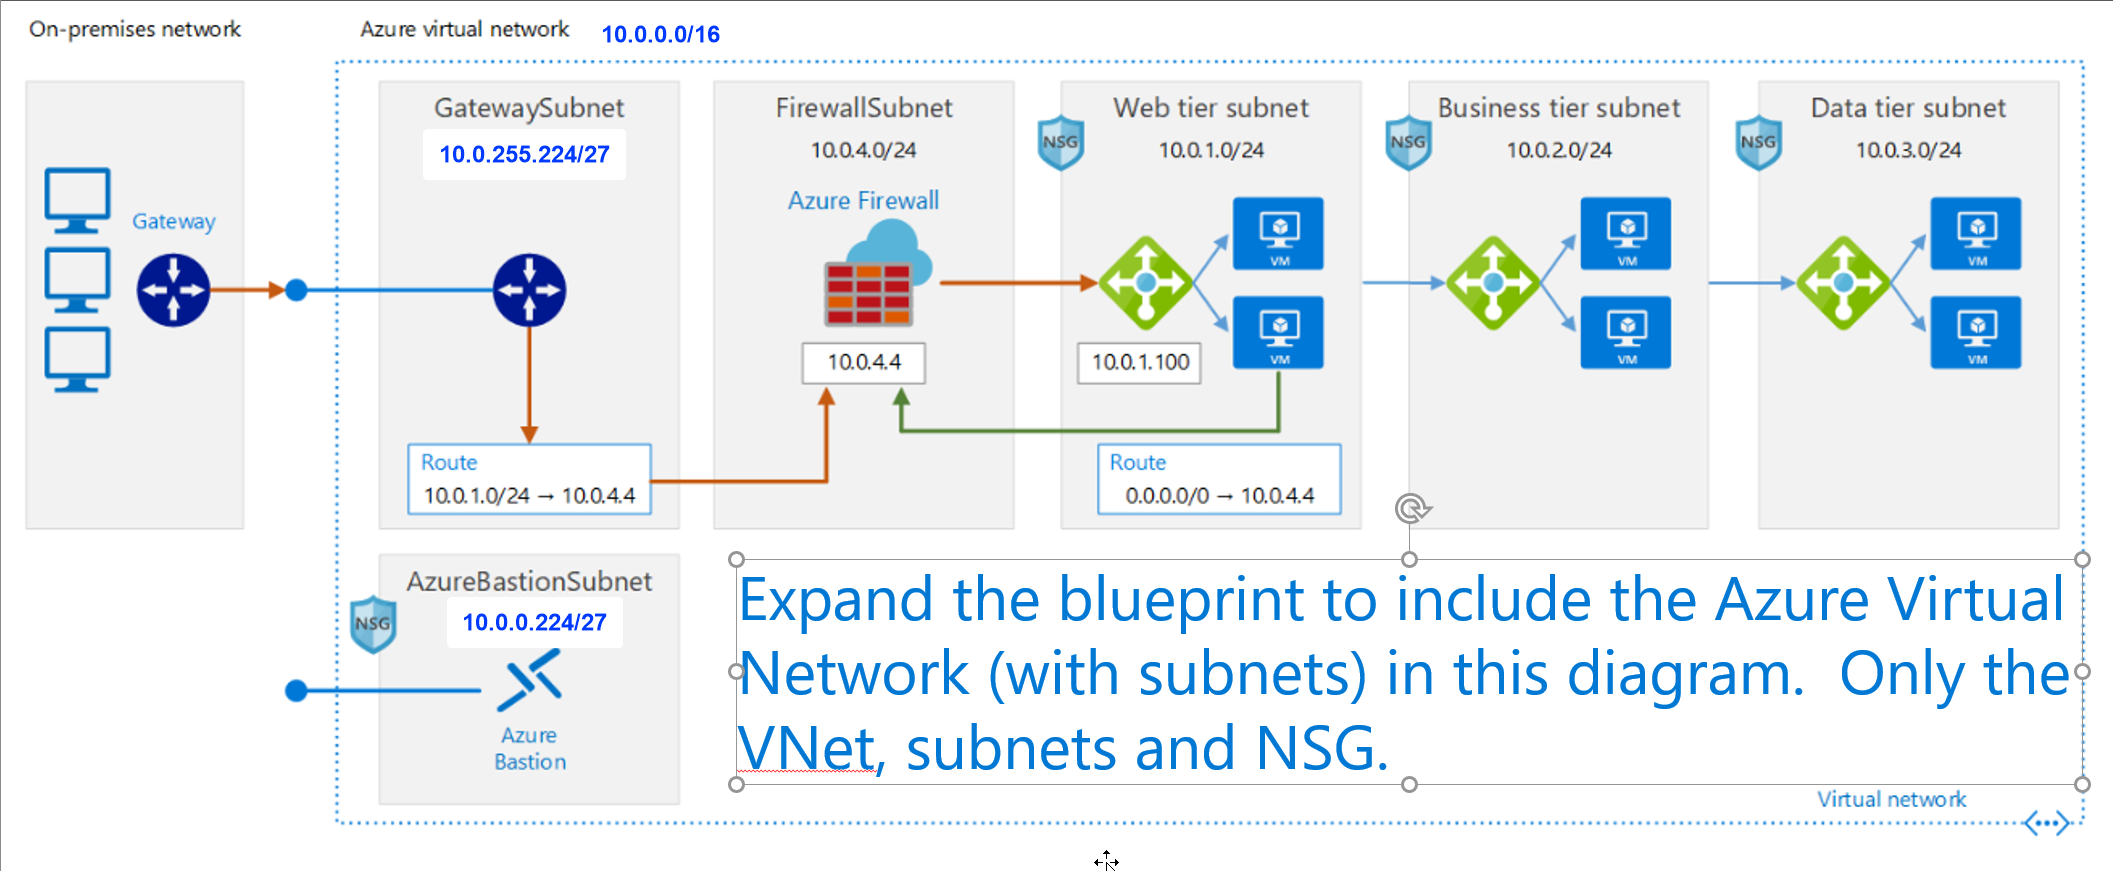 On-premises network
Azure virtual network
10.0.0.0/16
GatewaySubnet
10.0.255.224/27
FirewallSubnet
10.0.4.0/24
Azure Firewall
NSG
Web tier subnet
10.0.1.0/24
NSG
Business tier subnet
10.0.2.0/24
NSG
Data tier subnet
10.0.3.0/24
Gateway
VM
VM
VM
VM
VM
VM
10.0.4.4
10.0.1.100
Route
10.0.1.0/24 → 10.0.4.4
Route
0.0.0.0/0 → 10.0.4.4
AzureBastionSubnet
NSG
10.0.0.224/27
Azure
Bastion
Expand the blueprint to include the Azure Virtual
Network (with subnets) in this diagram.  Only the
VNet, subnets and NSG.
Virtual network